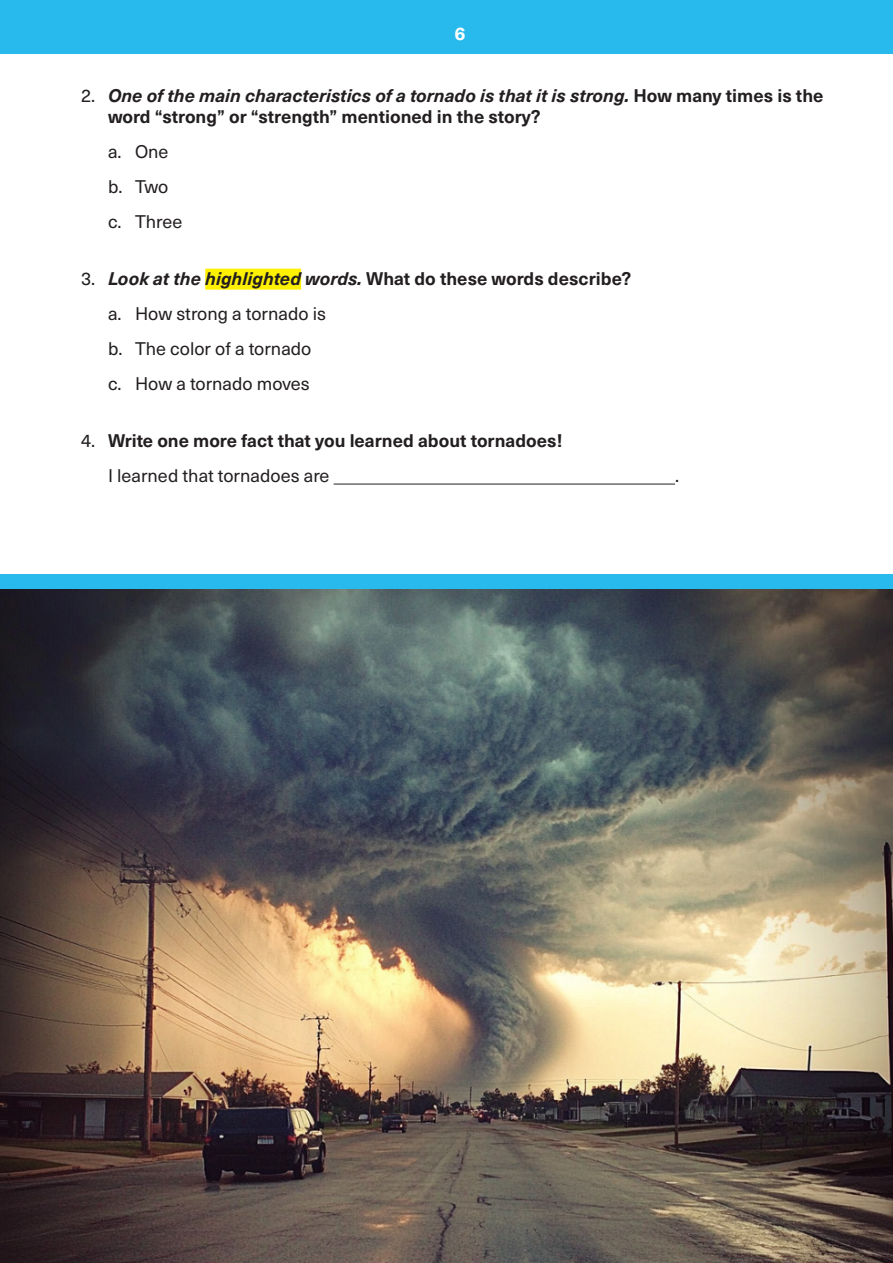 6
2. One of the main characteristics of a tornado is that it is strong. How many times is the
word “strong” or “strength” mentioned in the story?
a. One
b. Two
c. Three
3. Look at the highlighted words. What do these words describe?
a. How strong a tornado is
b. The color of a tornado
c. How a tornado moves
4. Write one more fact that you learned about tornadoes!
I learned that tornadoes are ______________________________.